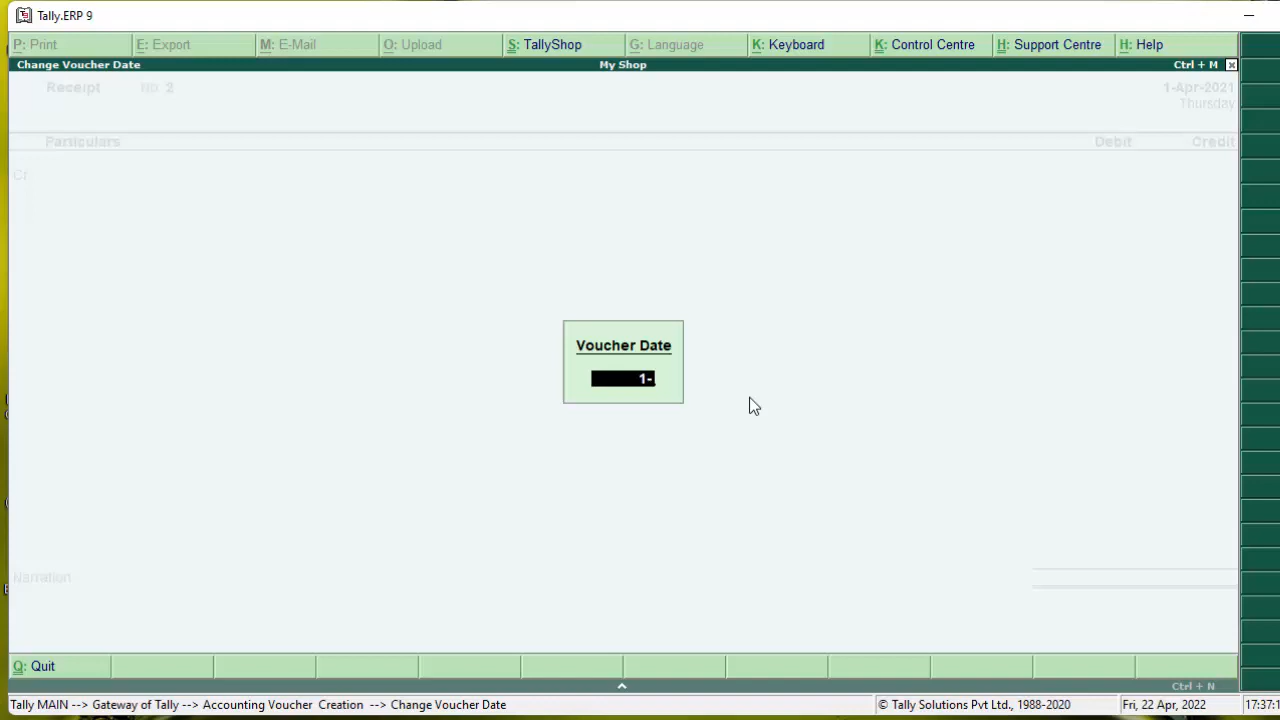 Tally.ERP 9
P: Print E: Export M: E-Mail O: Upload S: TallyShop G: Language K: Keyboard K: Control Centre H: Support Centre H: Help
Change Voucher Date My Shop Ctrl + M
Receipt No. 2 1-Apr-2021
Thursday
Particulars Debit Credit
Cr
Voucher Date
1-
Narration
Q: Quit
Ctrl + N
Tally MAIN --> Gateway of Tally --> Accounting Voucher Creation --> Change Voucher Date © Tally Solutions Pvt Ltd., 1988-2020 Fri, 22 Apr, 2022 17:37:1